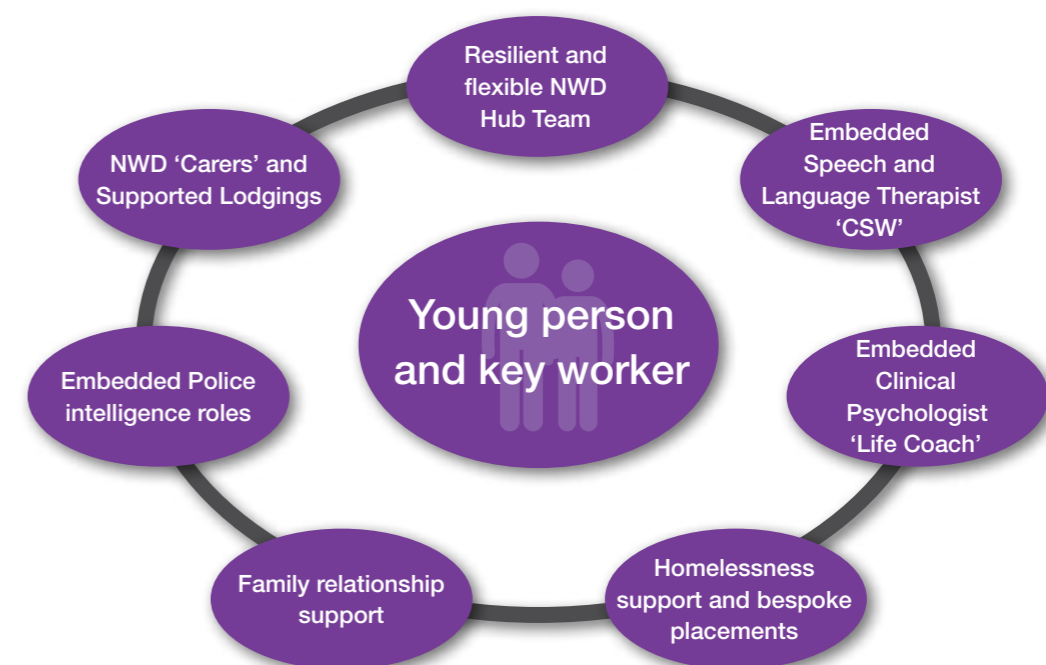 Resilient and
flexible NWD
Hub Team
Embedded
Speech and
Language Therapist
‘CSW’
Embedded
Clinical
Psychologist
‘Life Coach’
Homelessness
support and bespoke
placements
Family relationship
support
Embedded Police
intelligence roles
NWD ‘Carers’ and
Supported Lodgings
Young person
and key worker